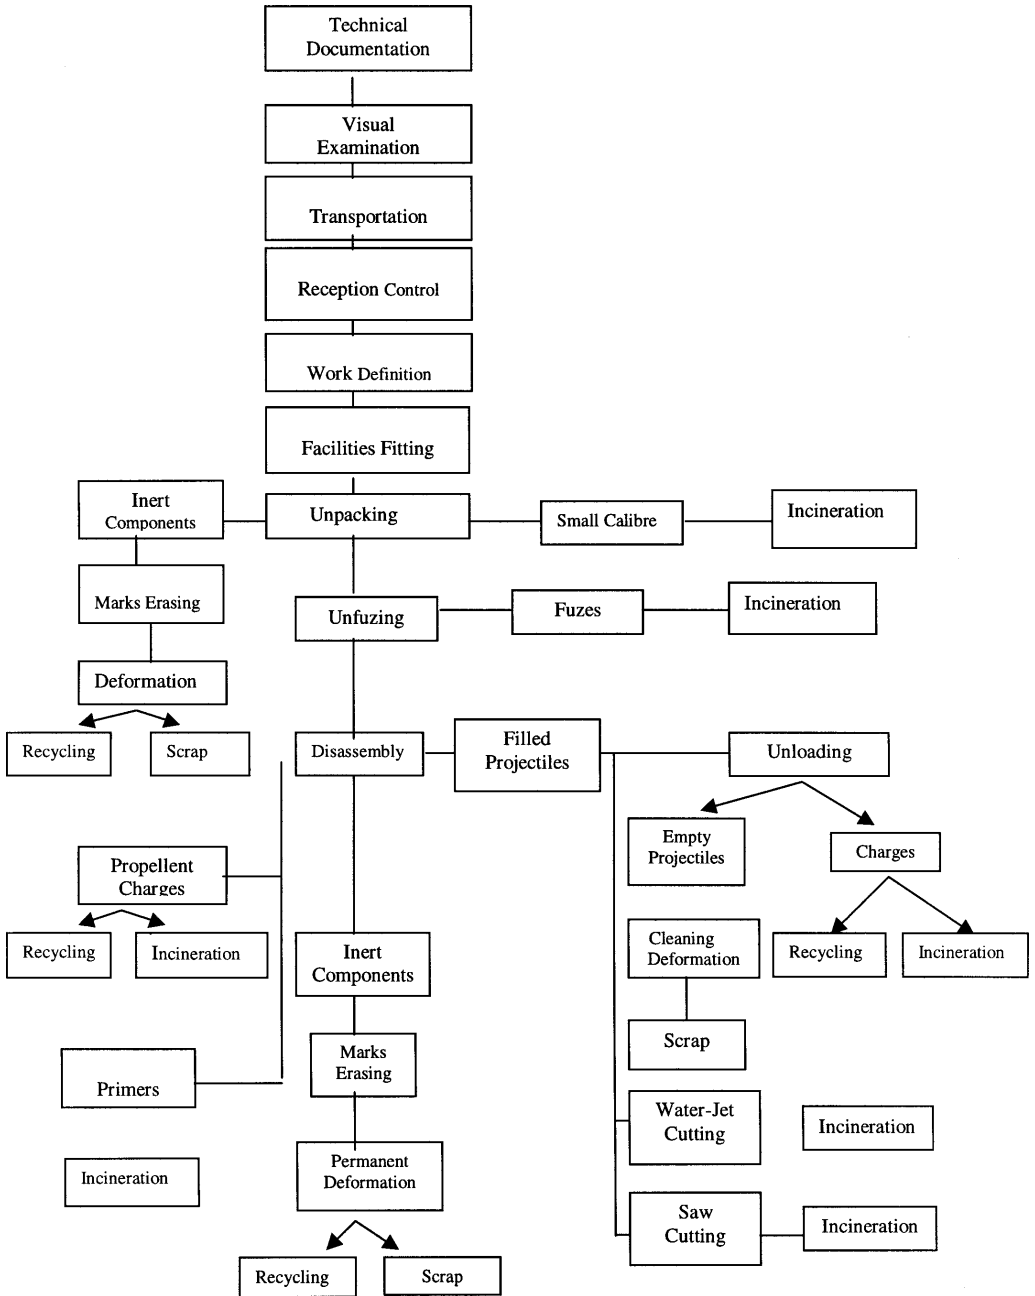 Technical
Documentation
Visual
Examination
Transportation
Reception Control
Work Definition
Facilities Fitting
Inert
Components
Unpacking
Small Calibre
Incineration
Marks Erasing
Unfuzing
Fuzes
Incineration
Deformation
Recycling
Scrap
Disassembly
Filled
Projectiles
Unloading
Empty
Projectiles
Charges
Propellent
Charges
Recycling
Incineration
Inert
Components
Cleaning
Deformation
Recycling
Incineration
Scrap
Marks
Erasing
Primers
Water-Jet
Cutting
Incineration
Permanent
Deformation
Incineration
Saw
Cutting
Incineration
Recycling
Scrap